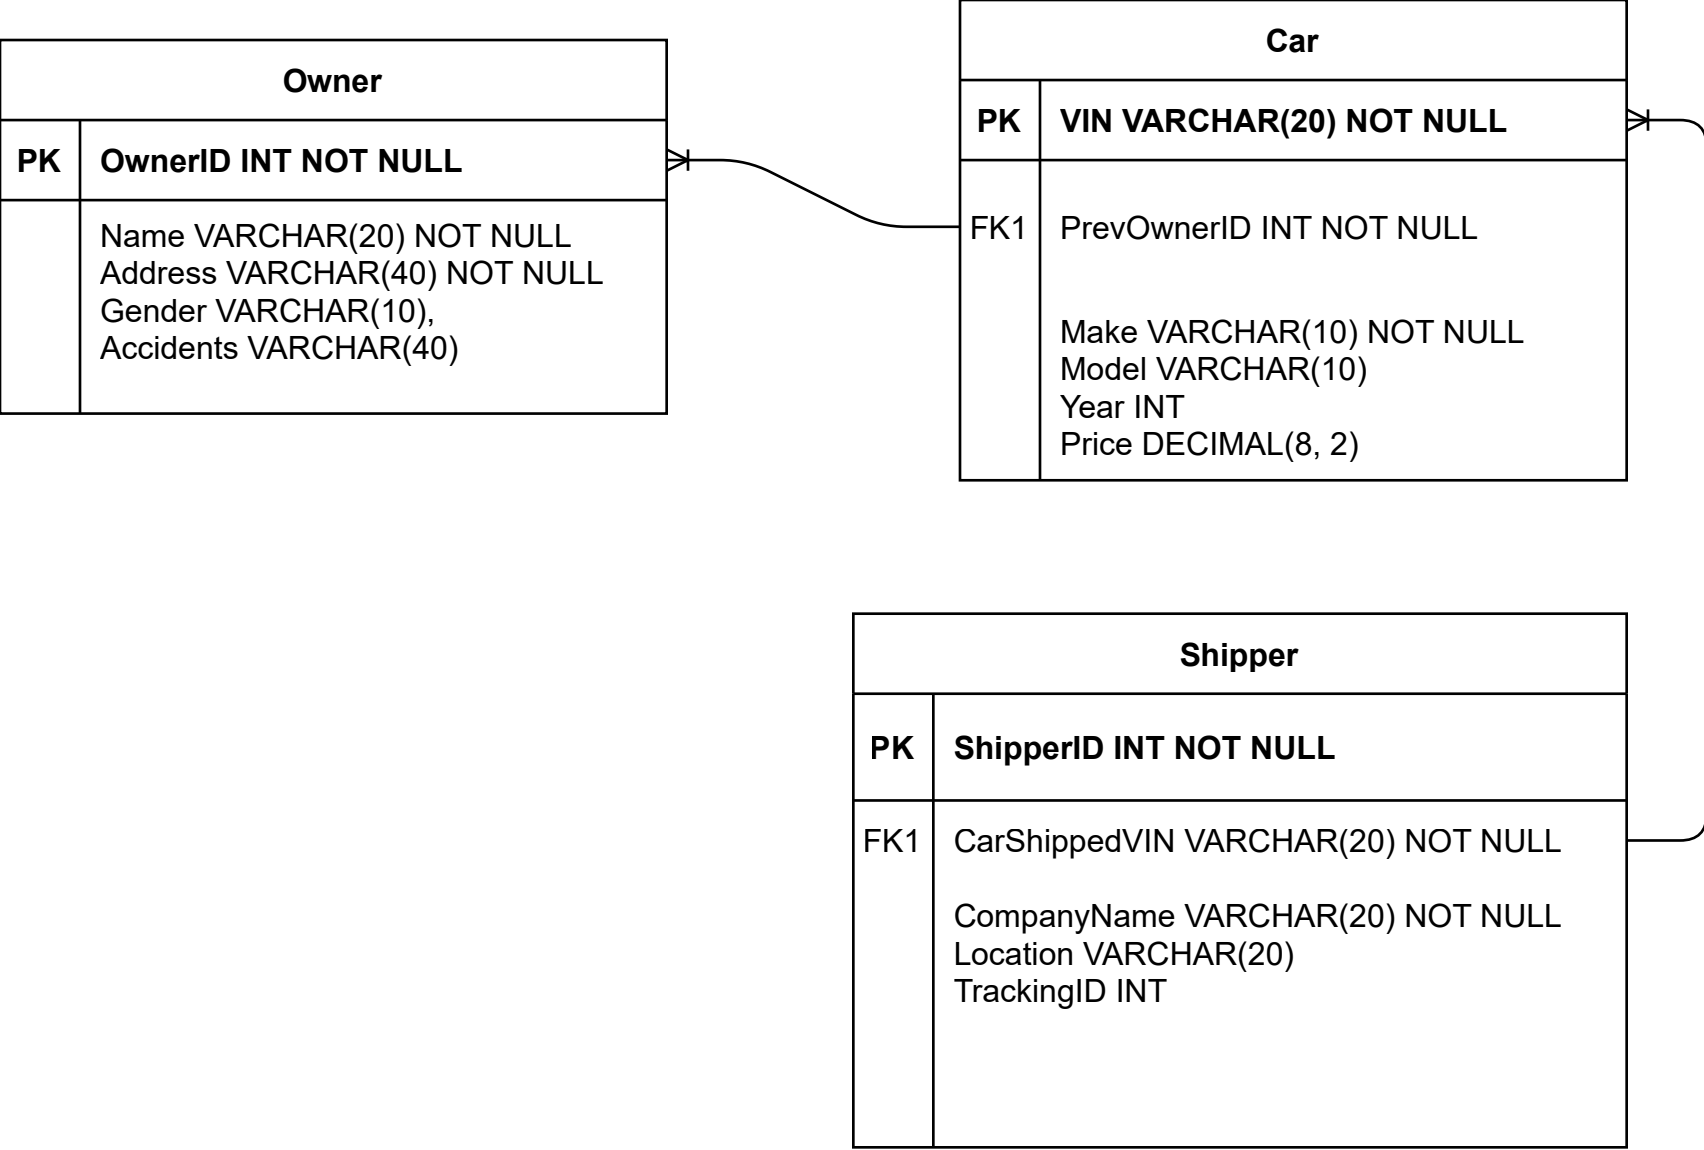 Owner
PK OwnerID INT NOT NULL
Name VARCHAR(20) NOT NULL
Address VARCHAR(40) NOT NULL
Gender VARCHAR(10),
Accidents VARCHAR(40)
Car
PK VIN VARCHAR(20) NOT NULL
FK1 PrevOwnerID INT NOT NULL
Make VARCHAR(10) NOT NULL
Model VARCHAR(10)
Year INT
Price DECIMAL(8, 2)
Shipper
PK ShipperID INT NOT NULL
FK1 CarShippedVIN VARCHAR(20) NOT NULL
CompanyName VARCHAR(20) NOT NULL
Location VARCHAR(20)
TrackingID INT